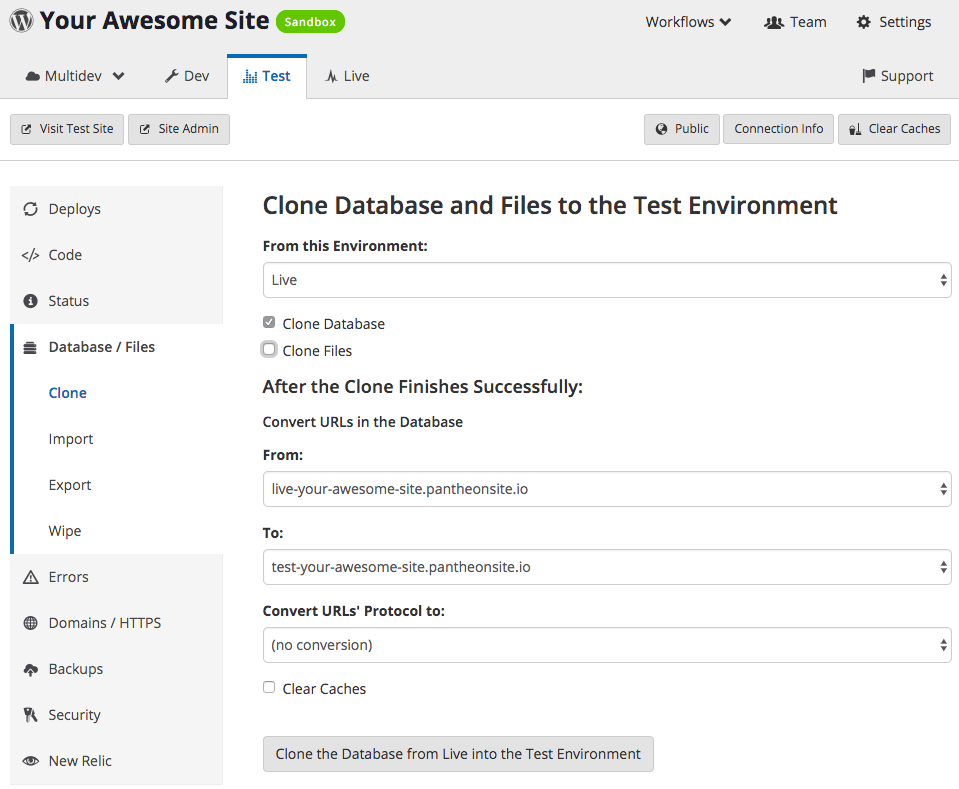 Your Awesome Site Sandbox
Workflows Team Settings
Multidev Dev Test Live Support
Visit Test Site Site Admin Public Connection Info Clear Caches
Deploys
Code
Status
Database / Files
Clone
Import
Export
Wipe
Errors
Domains / HTTPS
Backups
Security
New Relic
Clone Database and Files to the Test Environment
From this Environment:
Live
Clone Database
Clone Files
After the Clone Finishes Successfully:
Convert URLs in the Database
From:
live-your-awesome-site.pantheonsite.io
To:
test-your-awesome-site.pantheonsite.io
Convert URLs' Protocol to:
(no conversion)
Clear Caches
Clone the Database from Live into the Test Environment